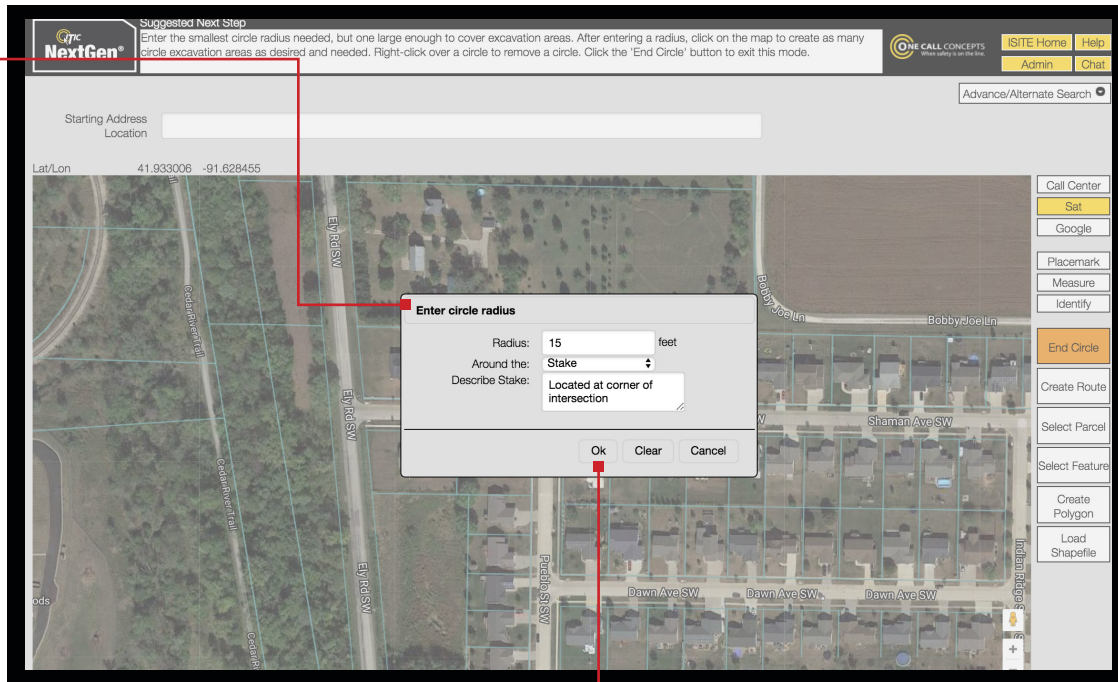 Suggested Next Step
QTIC
NextGen®
Enter the smallest circle radius needed, but one large enough to cover excavation areas. After entering a radius, click on the map to create as many
circle excavation areas as desired and needed. Right-click over a circle to remove a circle. Click the 'End Circle' button to exit this mode.
ONE CALL CONCEPTS
When safety is on the line.
ISITE Home
Help
Admin
Chat
Advance/Alternate Search
Starting Address
Location
Lat/Lon 41.933006 -91.628455
Call Center
Sat
Google
Placemark
Measure
Identify
End Circle
Create Route
Select Parcel
Select Feature
Create
Polygon
Load
Shapefile
Enter circle radius
Radius: 15 feet
Around the: Stake
Describe Stake: Located at corner of
intersection
Ok
Clear
Cancel
Ely Rd SW
Ely Rd SW
Ely Rd SW
Cedar River Trail
Cedar River Trail
Bobby Joe Ln
Bobby Joe Ln
Shaman Ave SW
Pueblo St SW
Dawn Ave SW
Dawn Ave SW
Dawn Ave SW
Indian Ridge S
ods
Cedar R